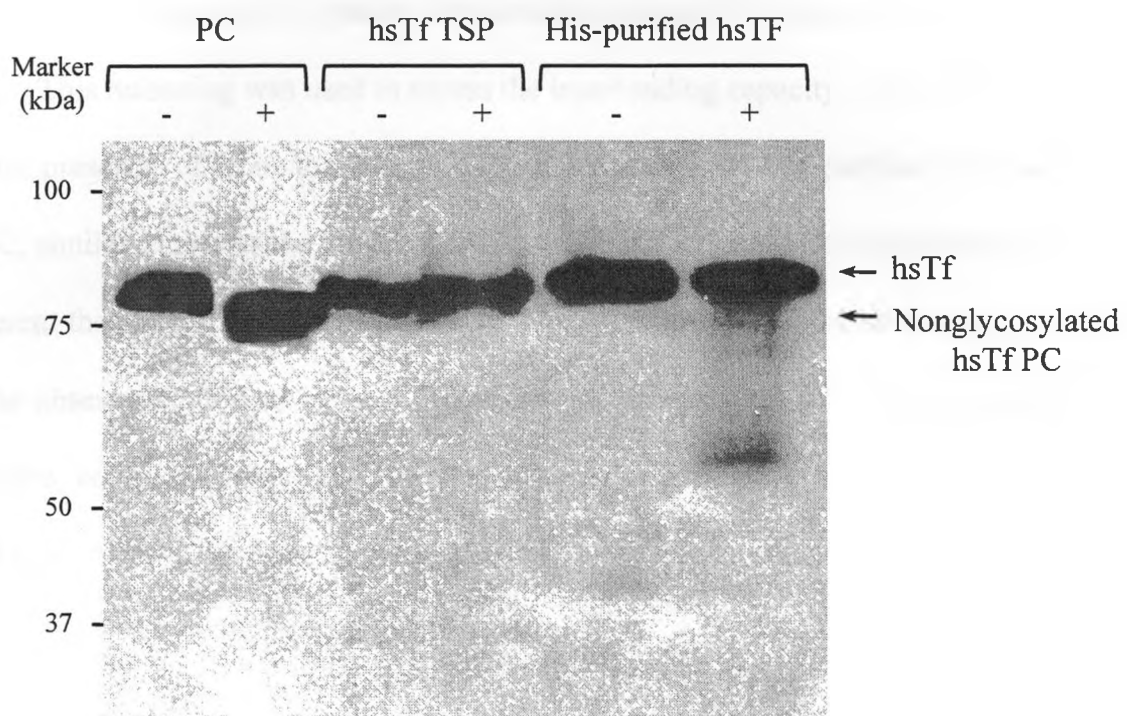 PC hsTf TSP His-purified hsTF
Marker
(kDa)
- + - + - +
100
75
50
37
hsTf
Nonglycosylated
hsTf PC